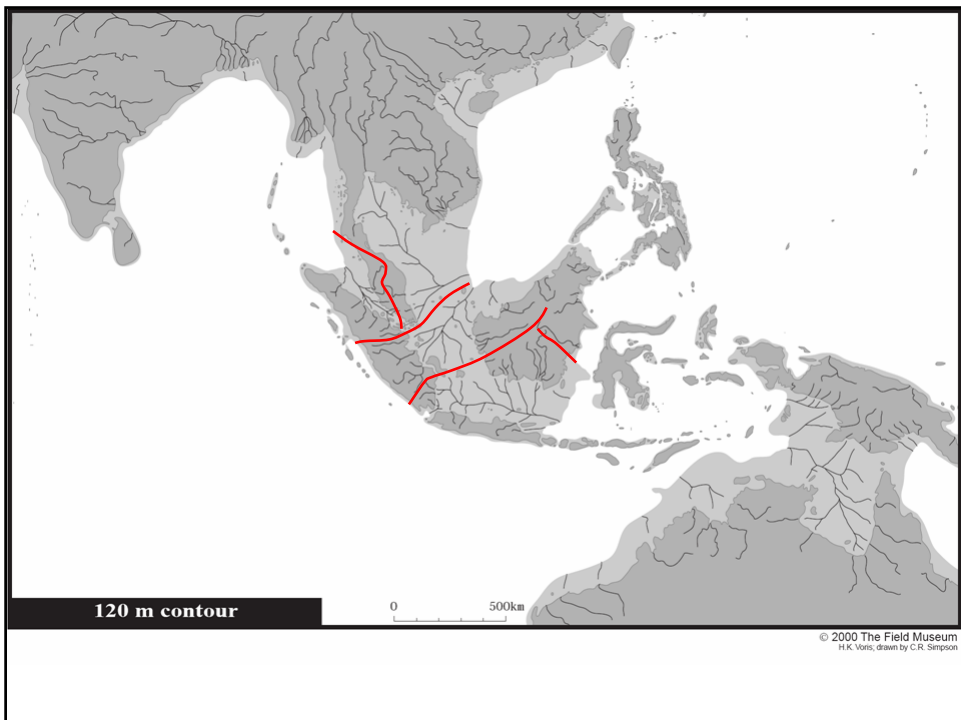 120 m contour
0 500km
© 2000 The Field Museum
H.K. Voris; drawn by C.R. Simpson